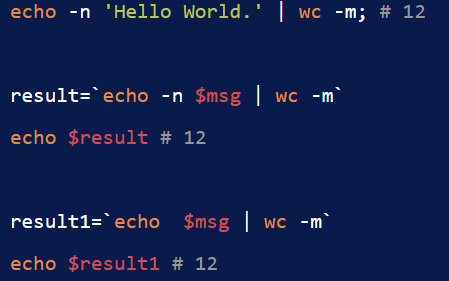 echo -n 'Hello World.' | wc -m; # 12
result=`echo -n $msg | wc -m`
echo $result # 12
result1=`echo  $msg | wc -m`
echo $result1 # 12